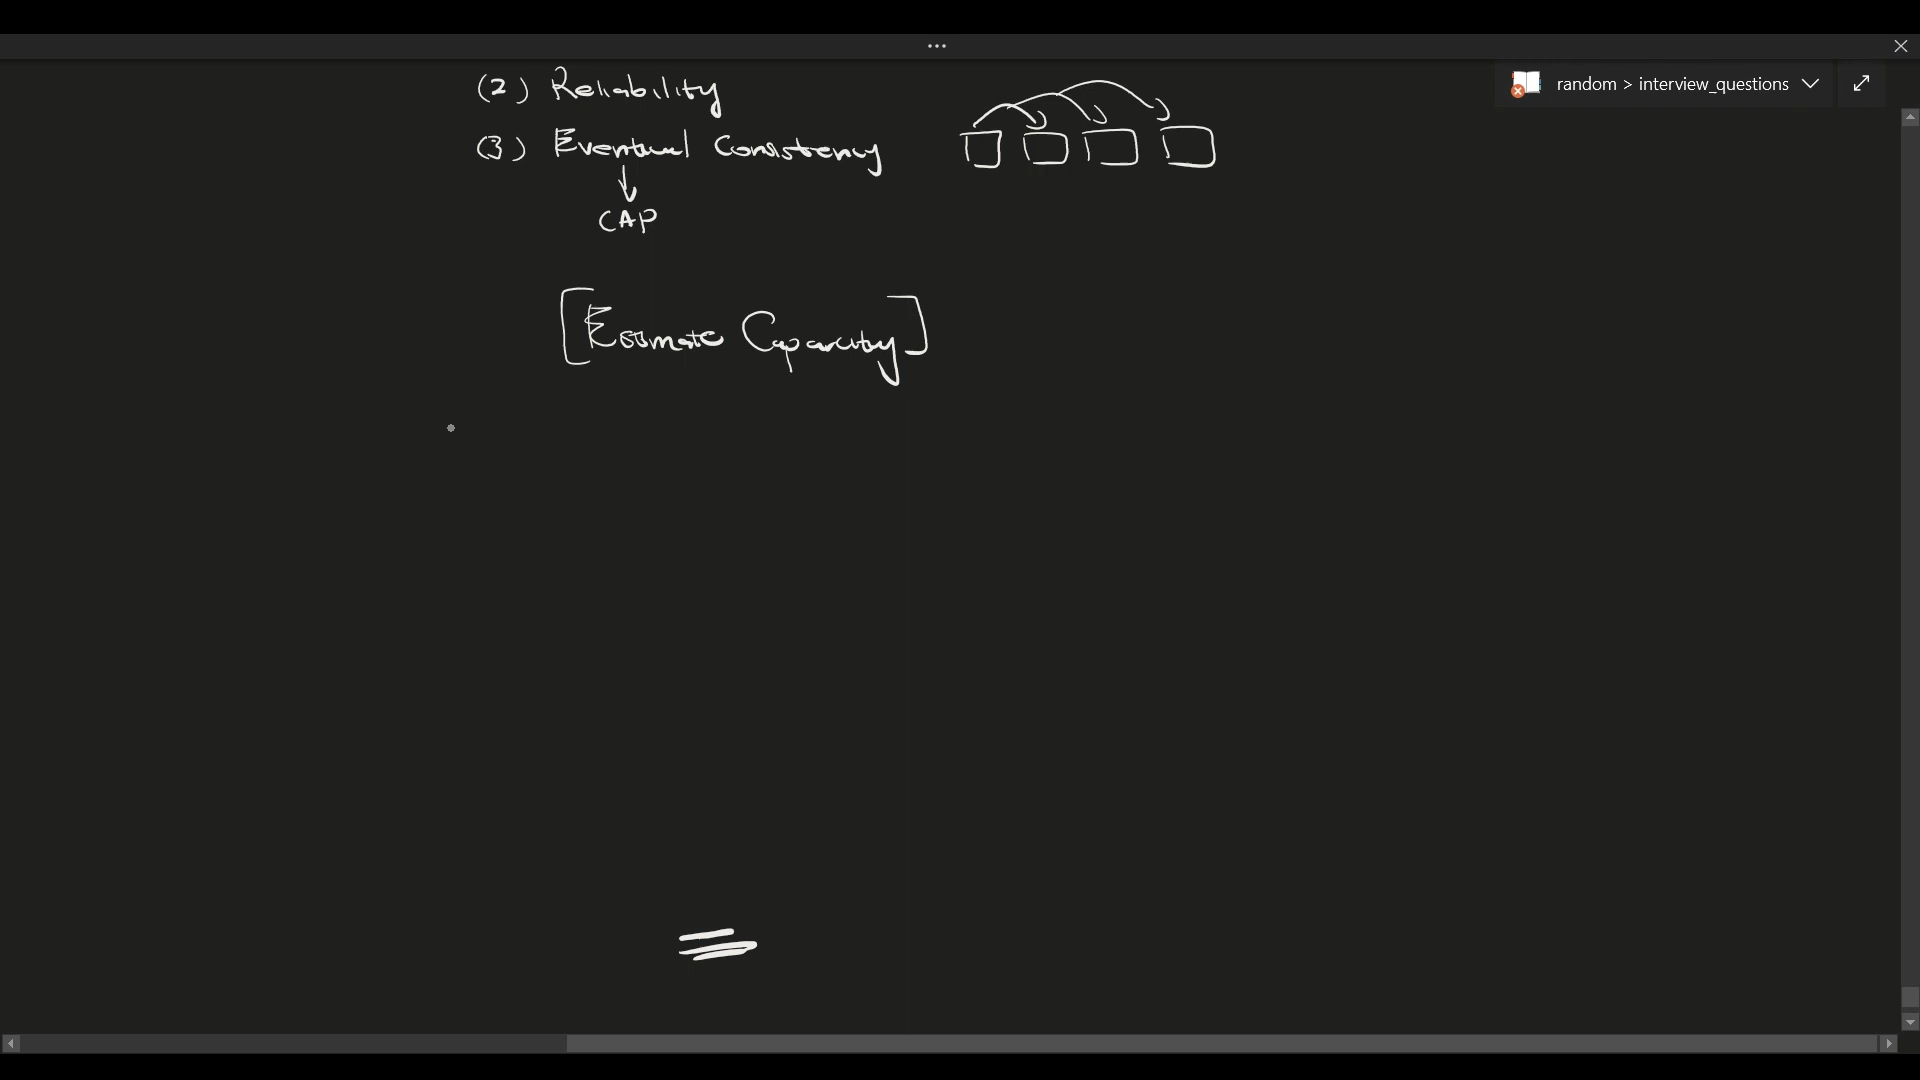 (2) Reliability
random > interview_questions
(3) Eventual Consistency
CAP
[Estimate Capacity]